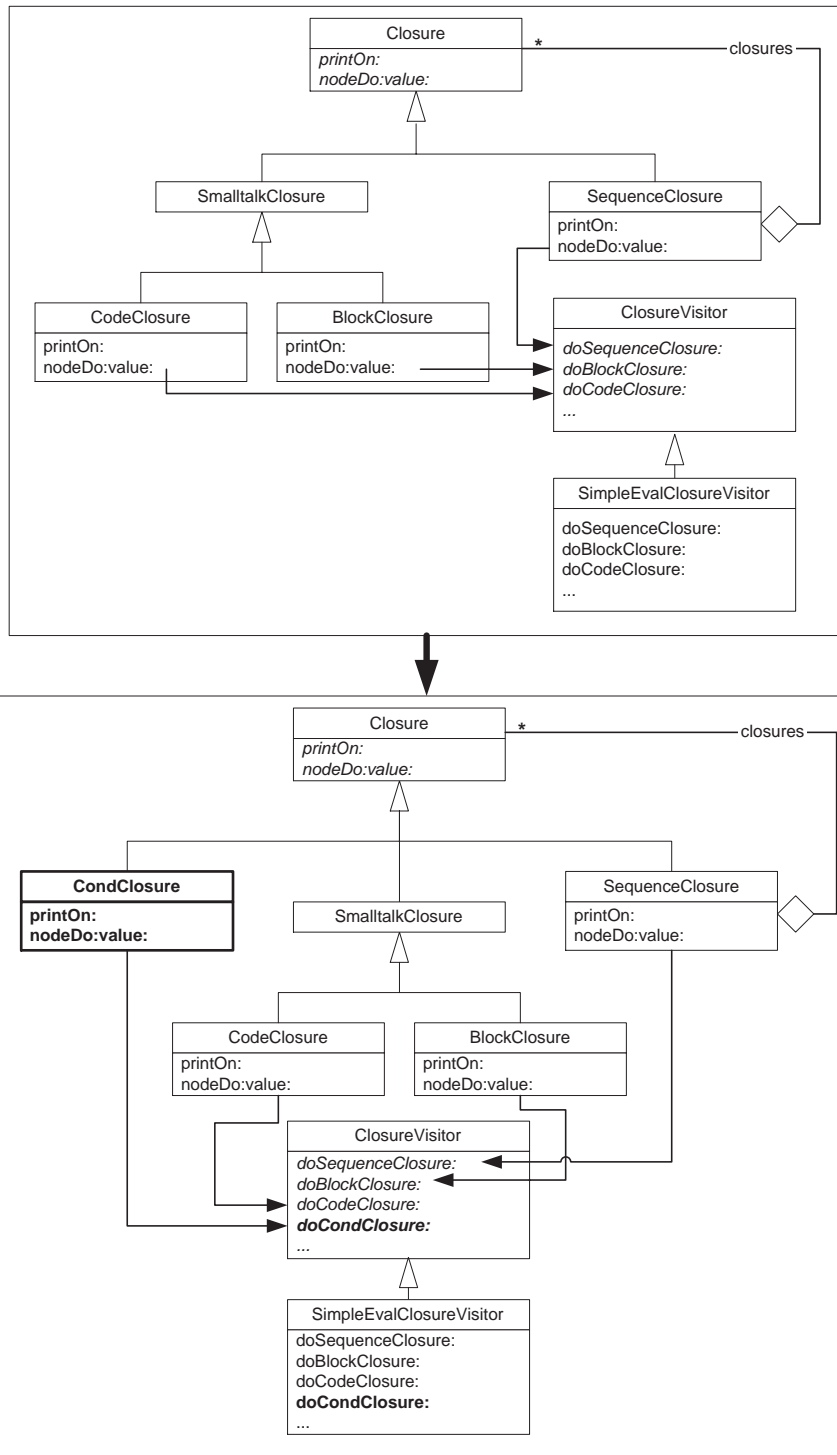 Closure
*
closures
printOn:
nodeDo:value:
SmalltalkClosure
SequenceClosure
printOn:
nodeDo:value:
CodeClosure
printOn:
nodeDo:value:
BlockClosure
printOn:
nodeDo:value:
ClosureVisitor
doSequenceClosure:
doBlockClosure:
doCodeClosure:
...
SimpleEvalClosureVisitor
doSequenceClosure:
doBlockClosure:
doCodeClosure:
...
Closure
*
closures
printOn:
nodeDo:value:
CondClosure
printOn:
nodeDo:value:
SmalltalkClosure
SequenceClosure
printOn:
nodeDo:value:
CodeClosure
printOn:
nodeDo:value:
BlockClosure
printOn:
nodeDo:value:
ClosureVisitor
doSequenceClosure:
doBlockClosure:
doCodeClosure:
doCondClosure:
...
SimpleEvalClosureVisitor
doSequenceClosure:
doBlockClosure:
doCodeClosure:
doCondClosure:
...